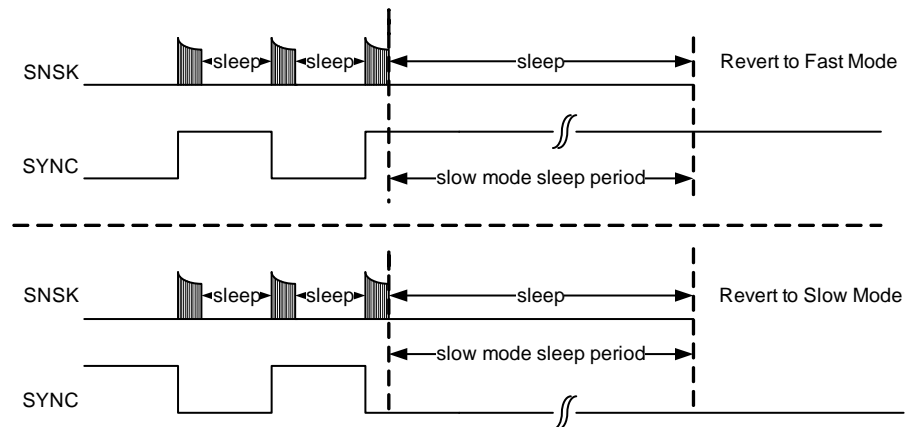 sleep sleep sleep Revert to Fast Mode
SNSK
SYNC
slow mode sleep period
SNSK sleep sleep sleep Revert to Slow Mode
slow mode sleep period
SYNC